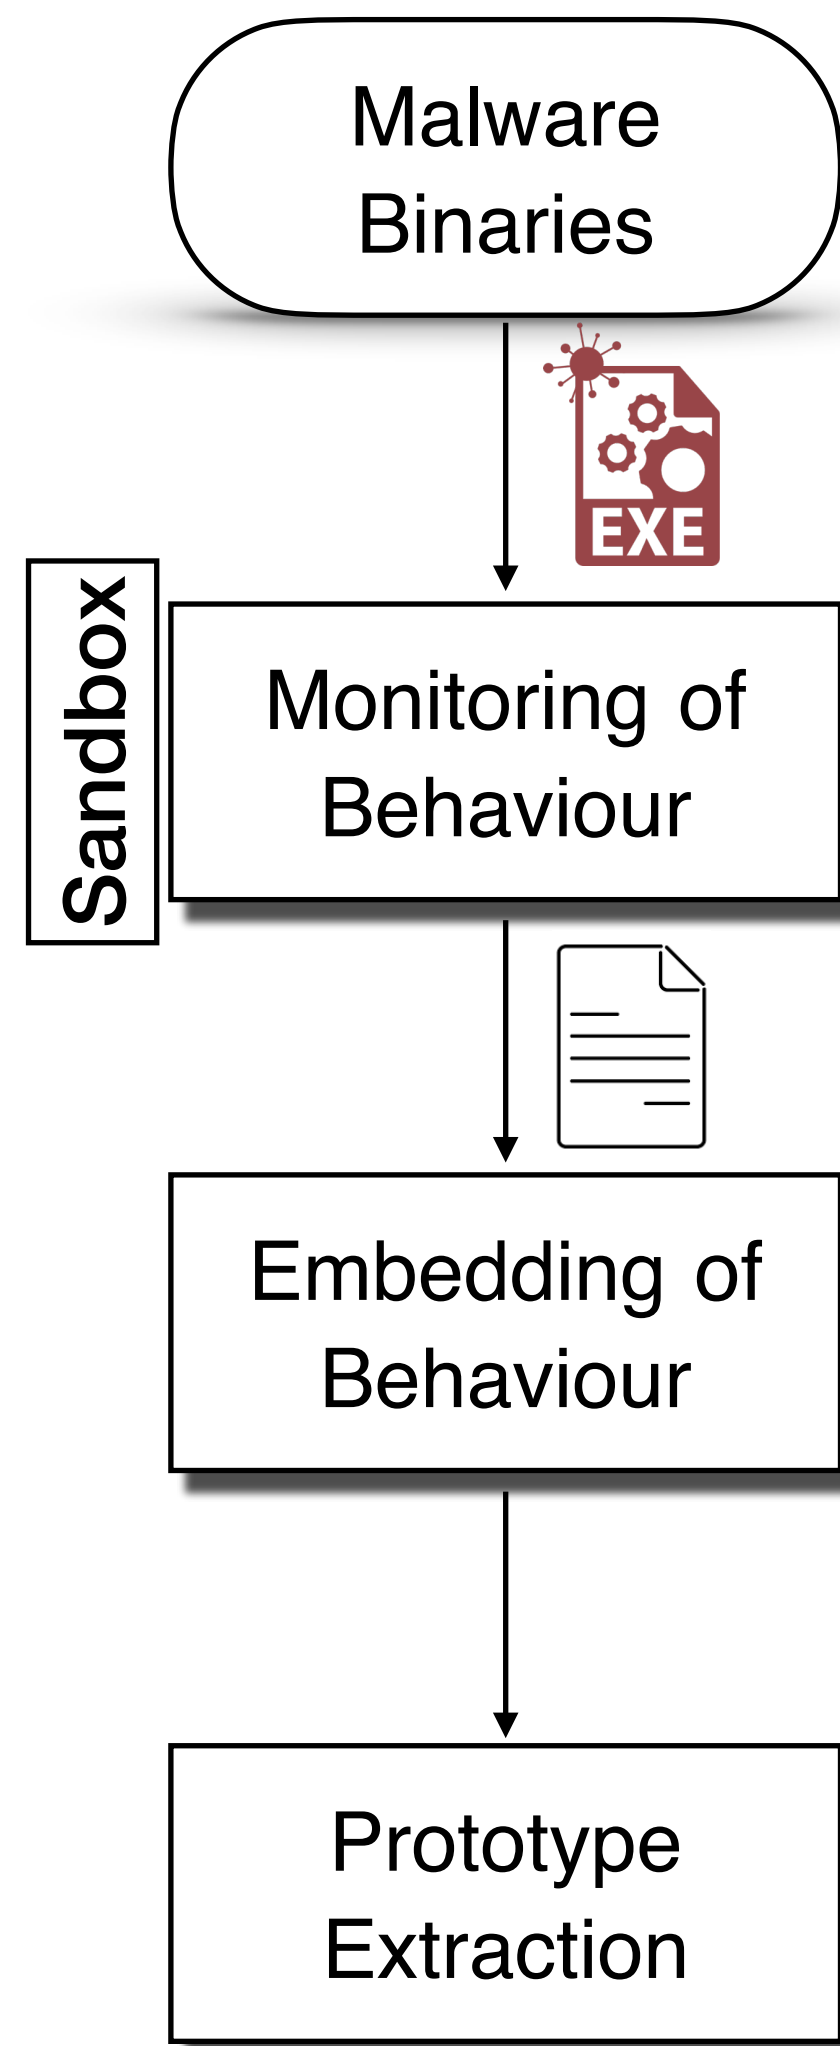 Malware
Binaries
EXE
Sandbox
Monitoring of
Behaviour
Embedding of
Behaviour
Prototype
Extraction